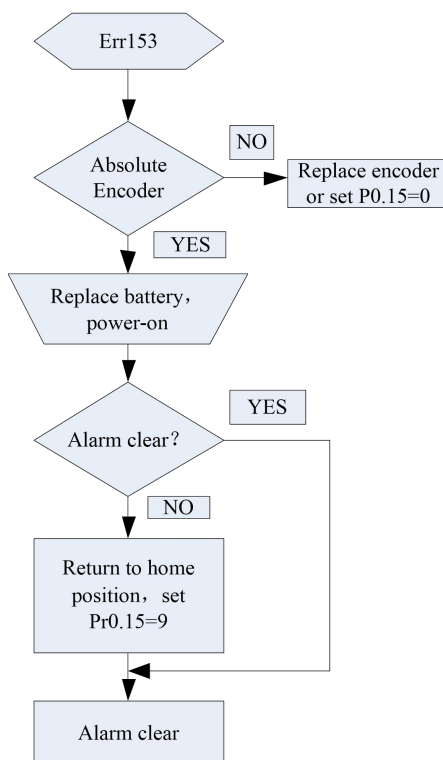 Err153
NO
Absolute
Encoder
Replace encoder
or set P0.15=0
YES
Replace battery，
power-on
YES
Alarm clear？
NO
Return to home
position，set
Pr0.15=9
Alarm clear